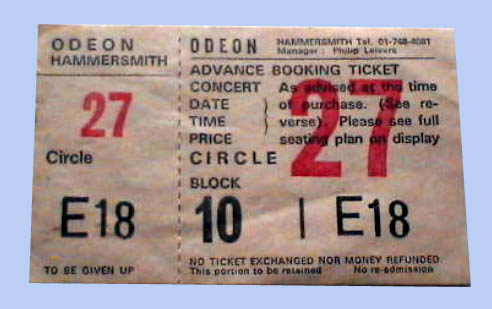 ODEON
HAMMERSMITH
27
Circle
E18
TO BE GIVEN UP
ODEON HAMMERSMITH Tel. 01-748-4081
Manager: Philip Leivers
ADVANCE BOOKING TICKET
CONCERT As advised at the time
DATE } of purchase. (See re-
TIME } verse). Please see full
PRICE seating plan on display
27
CIRCLE
BLOCK
10 | E18
NO TICKET EXCHANGED NOR MONEY REFUNDED
This portion to be retained No re-admission